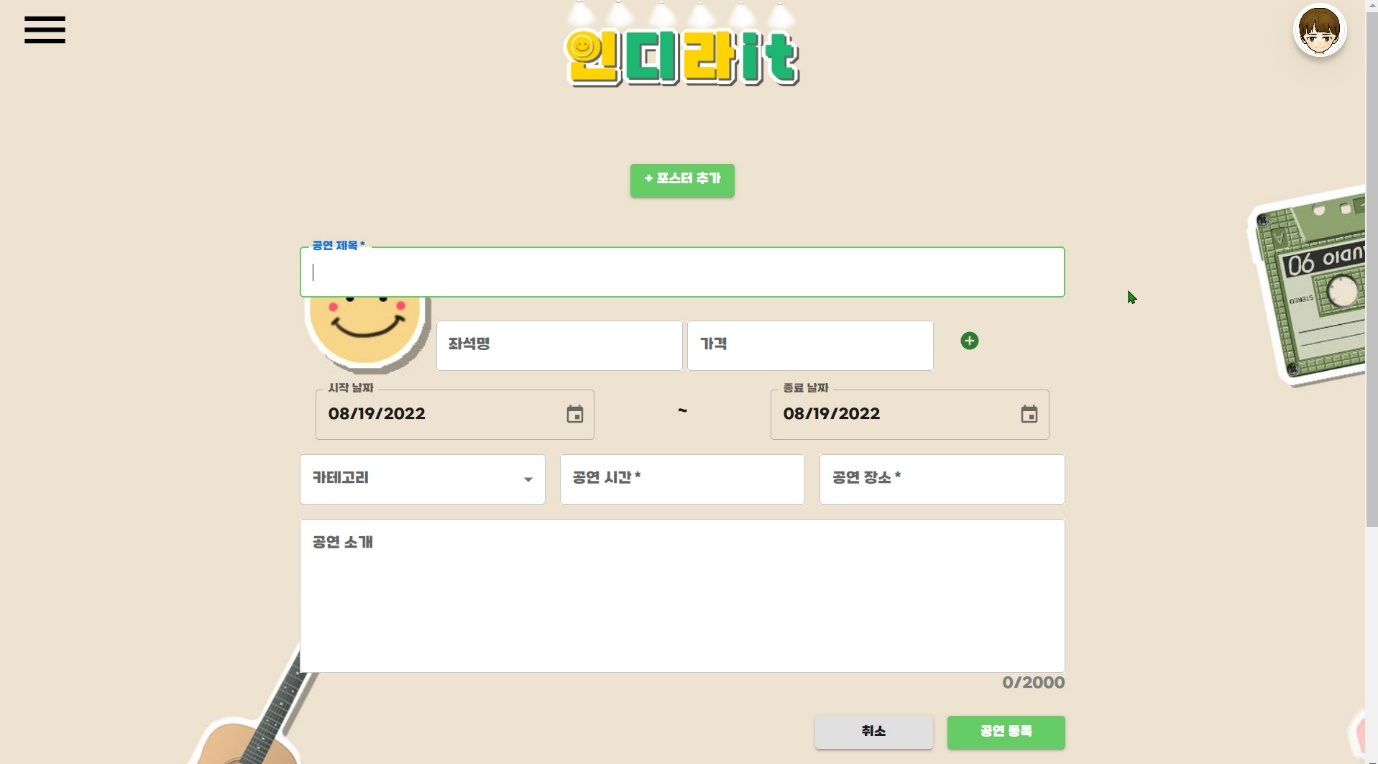 인디라it
+ 포스터 추가
공연 제목 *
좌석명
가격
시작 날짜
08/19/2022
~
종료 날짜
08/19/2022
카테고리
공연 시간 *
공연 장소 *
공연 소개
0/2000
취소
공연 등록
90
STEREO